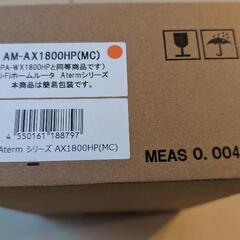 AM-AX1800HP(MC)
PA-WX1800HPと同等商品です)
i-Fiホームルータ Atermシリーズ
本商品は簡易包装です。
4 550161 188797
Aterm シリーズ AX1800HP(MC)
MEAS 0. 004